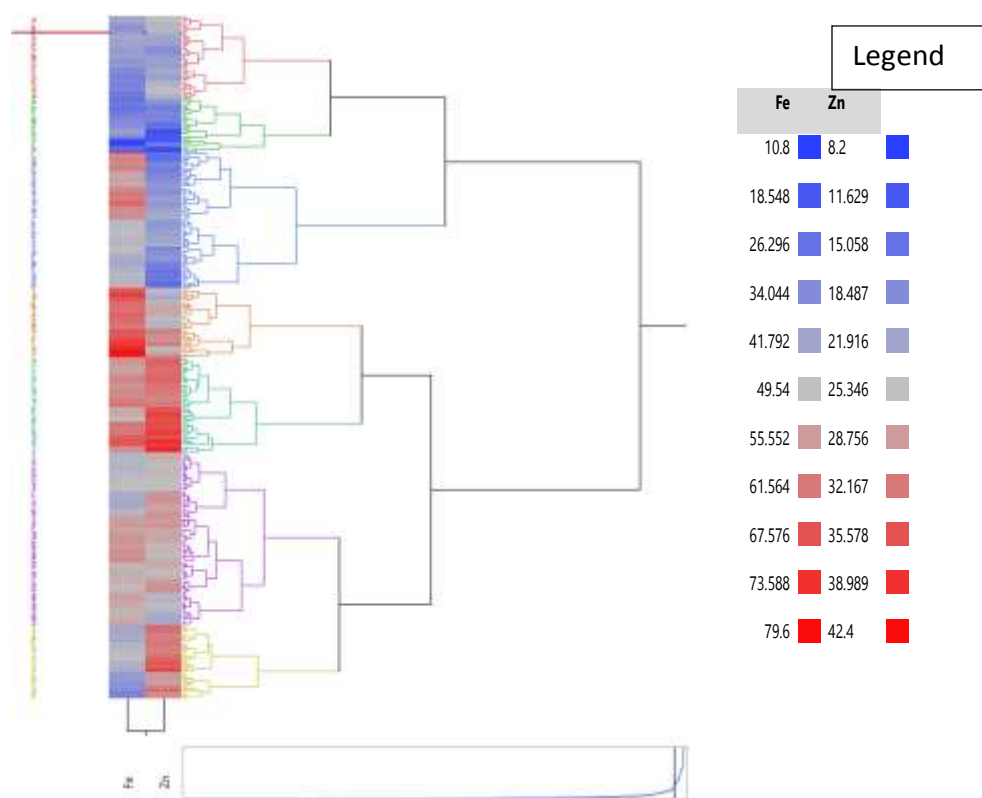 Legend
Fe Zn
10.8 8.2
18.548 11.629
26.296 15.058
34.044 18.487
41.792 21.916
49.54 25.346
55.552 28.756
61.564 32.167
67.576 35.578
73.588 38.989
79.6 42.4
Fe
Zn